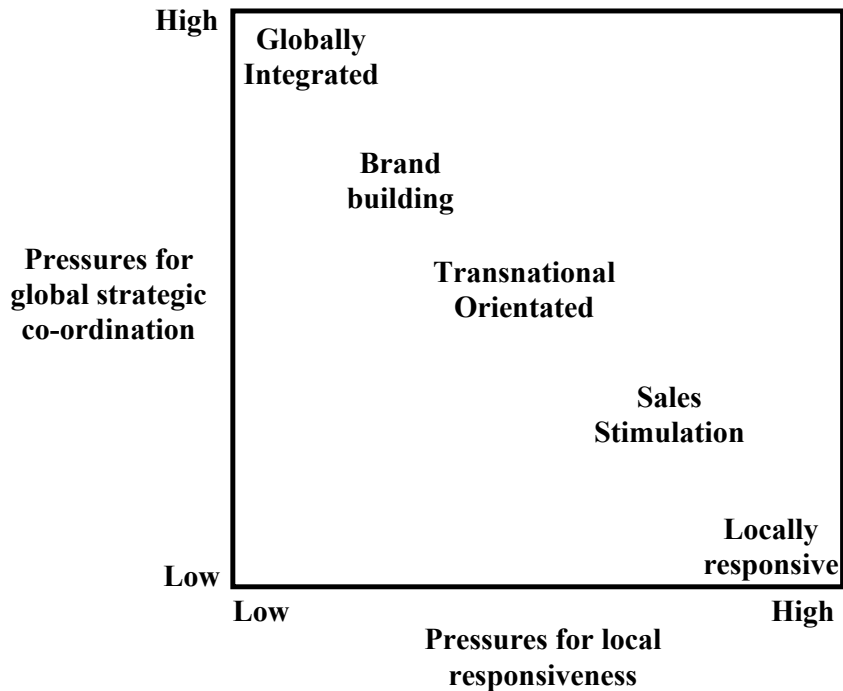 High
Globally
Integrated
Brand
building
Pressures for
global strategic
co-ordination
Transnational
Orientated
Sales
Stimulation
Locally
responsive
Low
Low
High
Pressures for local
responsiveness